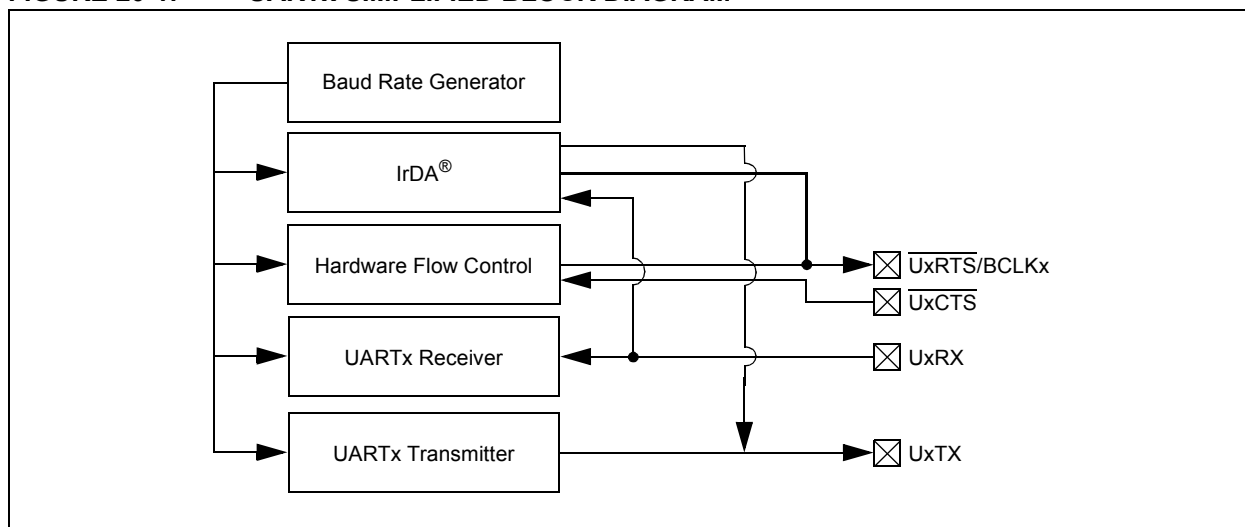 Baud Rate Generator
IrDA®
Hardware Flow Control
UxRTS/BCLKx
UxCTS
UARTx Receiver
UxRX
UARTx Transmitter
UxTX